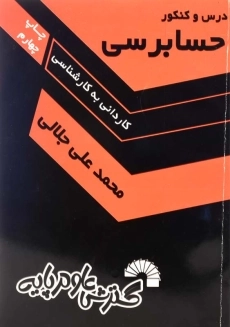 درس و کنکور
حسابرسی
چاپ
چهارم
کاردانی به کارشناسی
محمد علی جلالی
گسترش علوم پایه